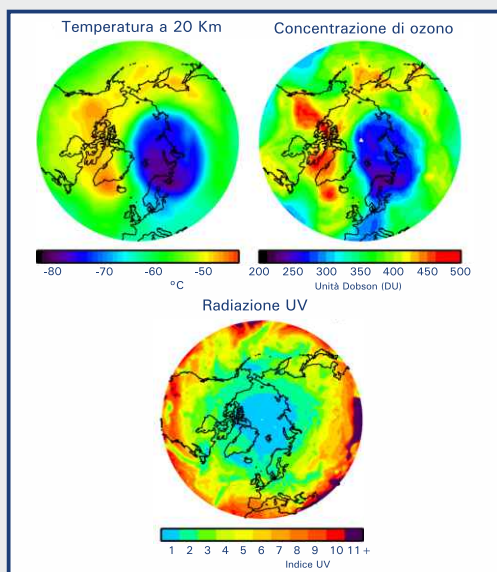 Temperatura a 20 Km
Concentrazione di ozono
-80 -70 -60 -50
°C
200 250 300 350 400 450 500
Unità Dobson (DU)
Radiazione UV
1 2 3 4 5 6 7 8 9 10 11+
Indice UV